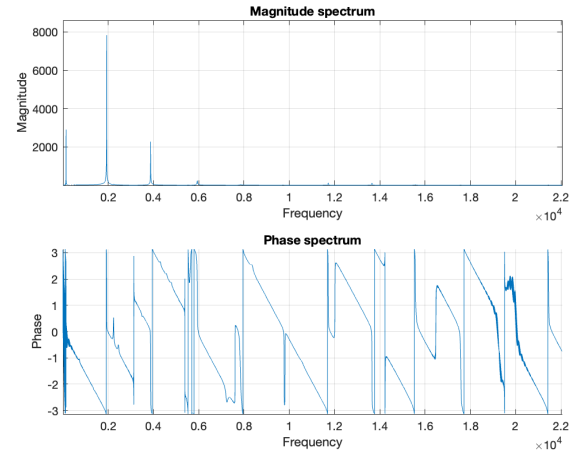 Magnitude spectrum
8000
6000
4000
2000
Magnitude
0.2 0.4 0.6 0.8 1 1.2 1.4 1.6 1.8 2 2.2
Frequency
×10^4
Phase spectrum
3
2
1
0
-1
-2
-3
Phase
0.2 0.4 0.6 0.8 1 1.2 1.4 1.6 1.8 2 2.2
Frequency
×10^4